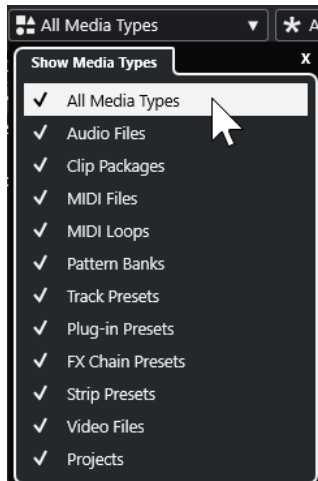 All Media Types
Show Media Types x
All Media Types
Audio Files
Clip Packages
MIDI Files
MIDI Loops
Pattern Banks
Track Presets
Plug-in Presets
FX Chain Presets
Strip Presets
Video Files
Projects